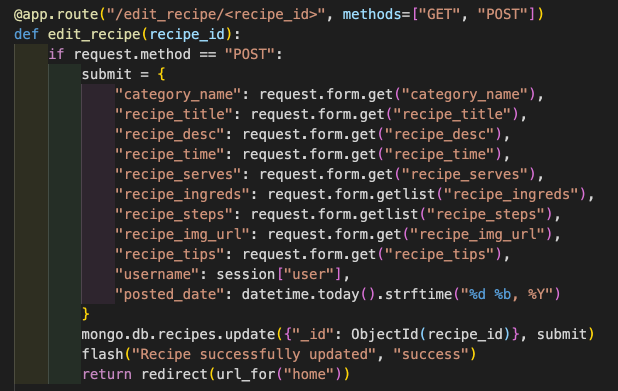 @app.route("/edit_recipe/<recipe_id>", methods=["GET", "POST"])
def edit_recipe(recipe_id):
    if request.method == "POST":
        submit = {
            "category_name": request.form.get("category_name"),
            "recipe_title": request.form.get("recipe_title"),
            "recipe_desc": request.form.get("recipe_desc"),
            "recipe_time": request.form.get("recipe_time"),
            "recipe_serves": request.form.get("recipe_serves"),
            "recipe_ingreds": request.form.getlist("recipe_ingreds"),
            "recipe_steps": request.form.getlist("recipe_steps"),
            "recipe_img_url": request.form.get("recipe_img_url"),
            "recipe_tips": request.form.get("recipe_tips"),
            "username": session["user"],
            "posted_date": datetime.today().strftime("%d %b, %Y")
        }
        mongo.db.recipes.update({"_id": ObjectId(recipe_id)}, submit)
        flash("Recipe successfully updated", "success")
        return redirect(url_for("home"))